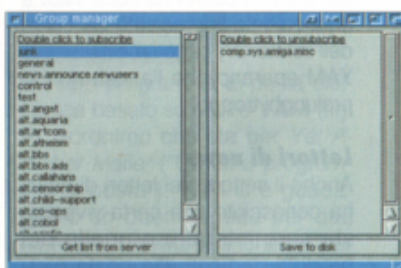 Group manager
Double click to subscribe
junk
general
news.announce.newusers
control
test
alt.angst
alt.aquaria
alt.artcom
alt.atheism
alt.bbs
alt.bbs.ads
alt.callahans
alt.censorship
alt.child-support
alt.co-ops
alt.cobol
Get list from server
Double click to unsubscribe
comp.sys.amiga.misc
Save to disk